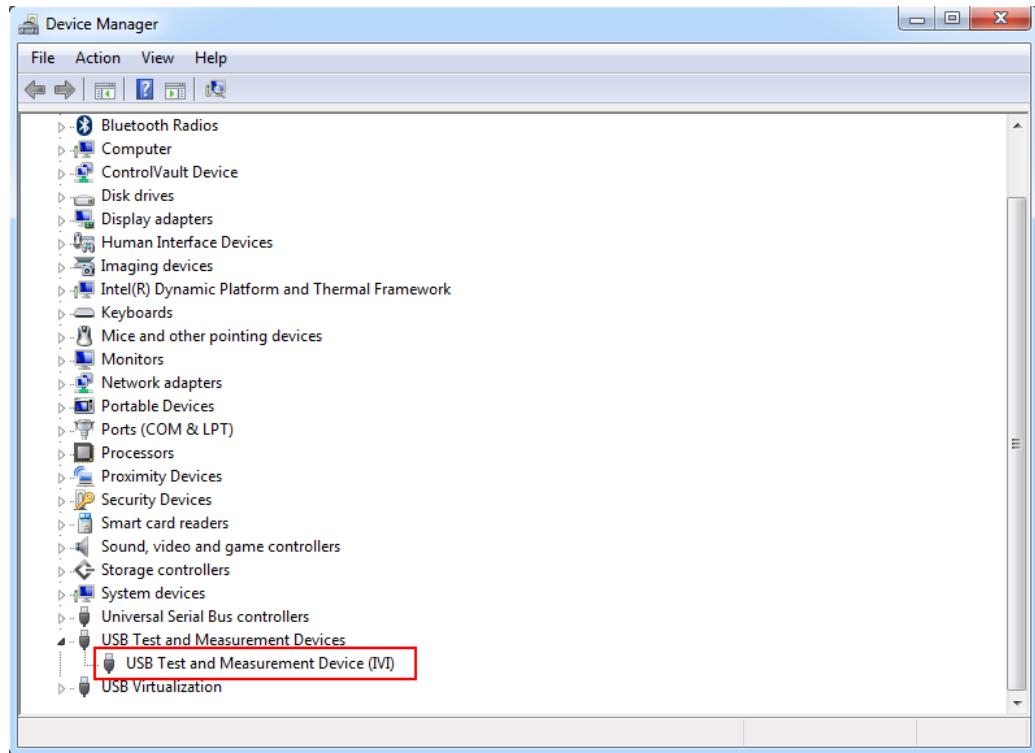 Device Manager
File Action View Help
Bluetooth Radios
Computer
ControlVault Device
Disk drives
Display adapters
Human Interface Devices
Imaging devices
Intel(R) Dynamic Platform and Thermal Framework
Keyboards
Mice and other pointing devices
Monitors
Network adapters
Portable Devices
Ports (COM & LPT)
Processors
Proximity Devices
Security Devices
Smart card readers
Sound, video and game controllers
Storage controllers
System devices
Universal Serial Bus controllers
USB Test and Measurement Devices
USB Test and Measurement Device (IVI)
USB Virtualization